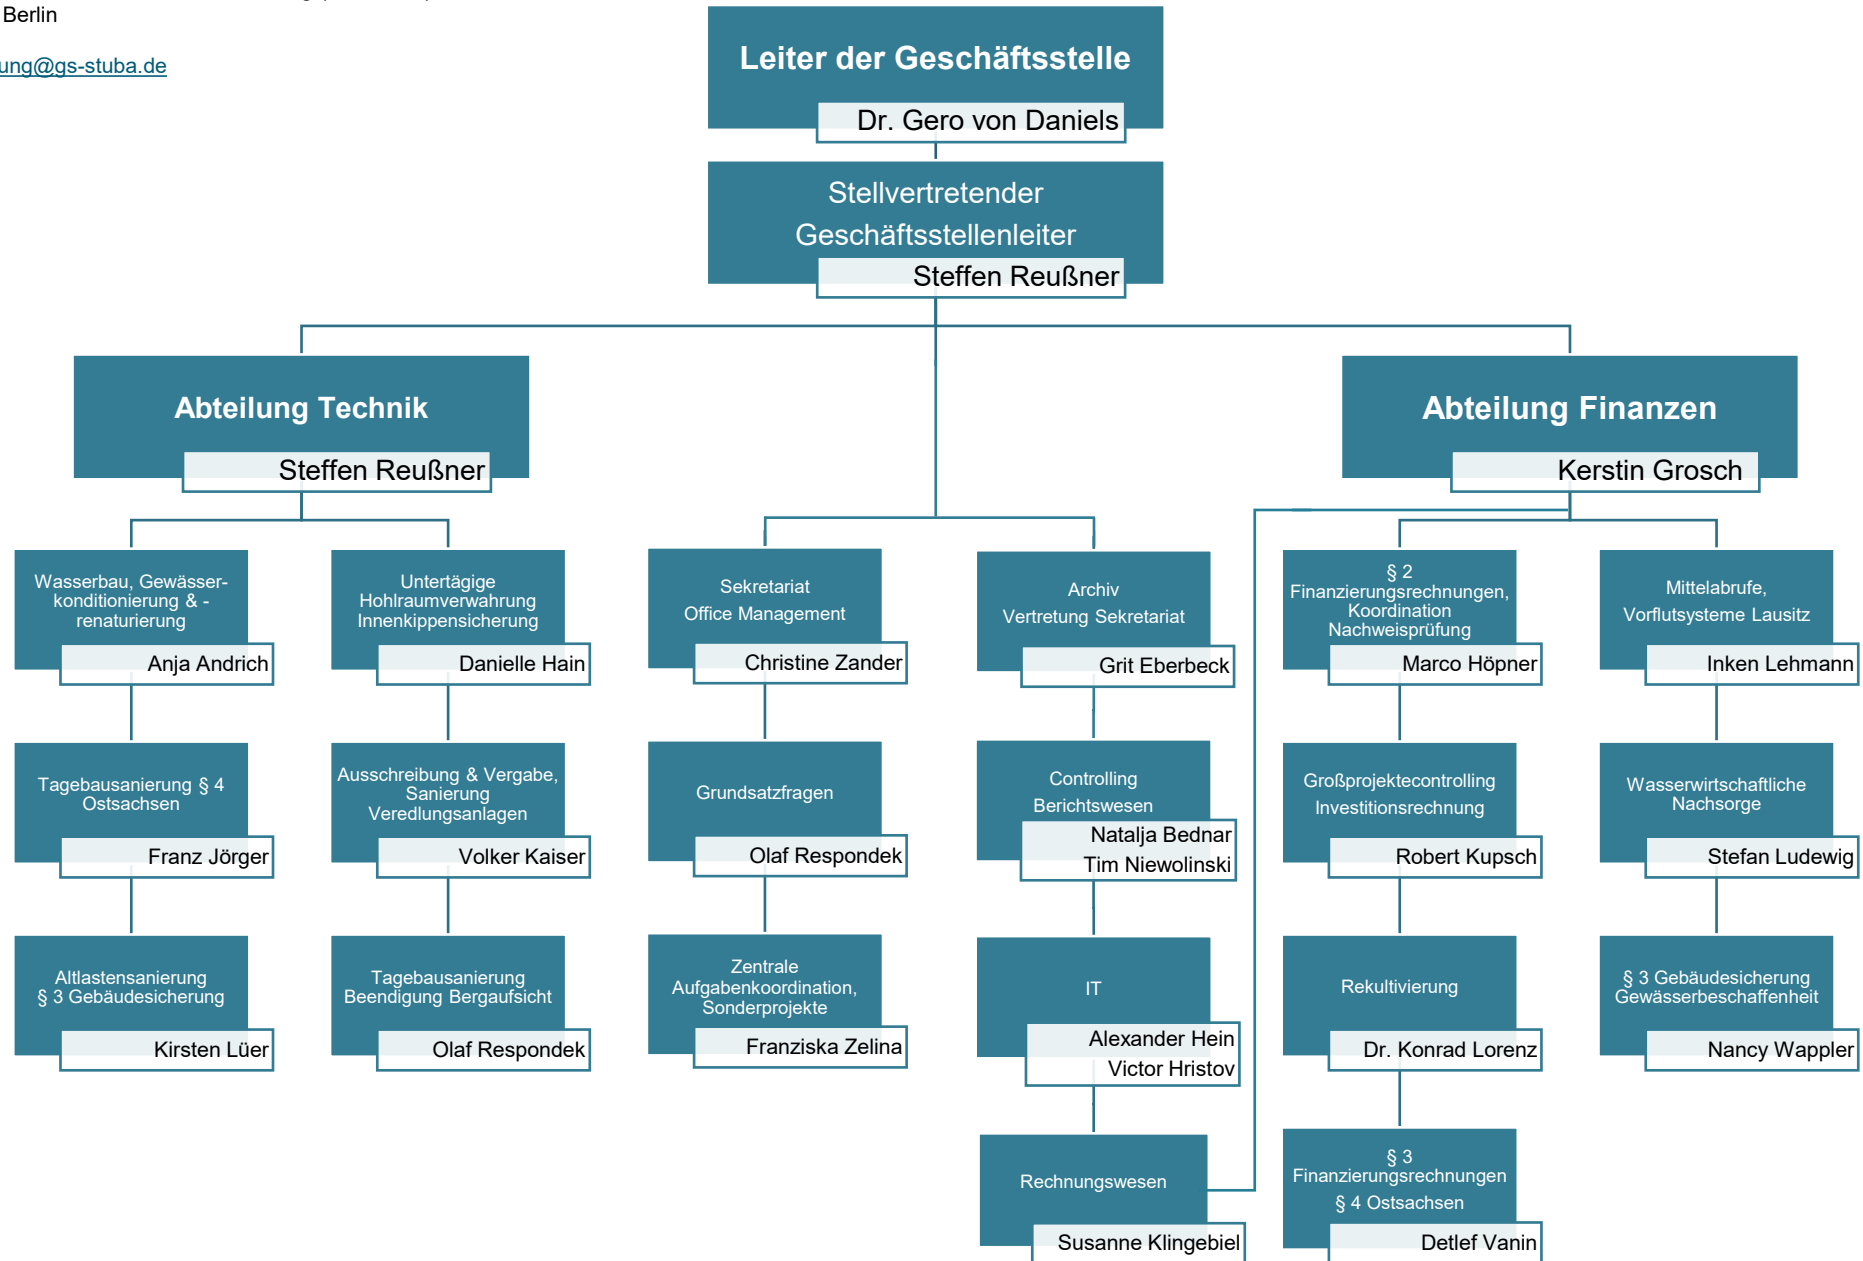 Berlin
ung@gs-stuba.de
Leiter der Geschäftsstelle
Dr. Gero von Daniels
Stellvertretender
Geschäftsstellenleiter
Steffen Reußner
Abteilung Technik
Steffen Reußner
Abteilung Finanzen
Kerstin Grosch
Wasserbau, Gewässer-
konditionierung & -
renaturierung
Anja Andrich
Untertägige
Hohlraumverwahrung
Innenkippensicherung
Danielle Hain
Sekretariat
Office Management
Christine Zander
Archiv
Vertretung Sekretariat
Grit Eberbeck
§ 2
Finanzierungsrechnungen,
Koordination
Nachweisprüfung
Marco Höpner
Mittelabrufe,
Vorflutsysteme Lausitz
Inken Lehmann
Tagebausanierung § 4
Ostsachsen
Franz Jörger
Ausschreibung & Vergabe,
Sanierung
Veredlungsanlagen
Volker Kaiser
Grundsatzfragen
Olaf Respondek
Controlling
Berichtswesen
Natalja Bednar
Tim Niewolinski
Großprojektecontrolling
Investitionsrechnung
Robert Kupsch
Wasserwirtschaftliche
Nachsorge
Stefan Ludewig
Altlastensanierung
§ 3 Gebäudesicherung
Kirsten Lüer
Tagebausanierung
Beendigung Bergaufsicht
Olaf Respondek
Zentrale
Aufgabenkoordination,
Sonderprojekte
Franziska Zelina
IT
Alexander Hein
Victor Hristov
Rekultivierung
Dr. Konrad Lorenz
§ 3 Gebäudesicherung
Gewässerbeschaffenheit
Nancy Wappler
Rechnungswesen
Susanne Klingebiel
§ 3
Finanzierungsrechnungen
§ 4 Ostsachsen
Detlef Vanin